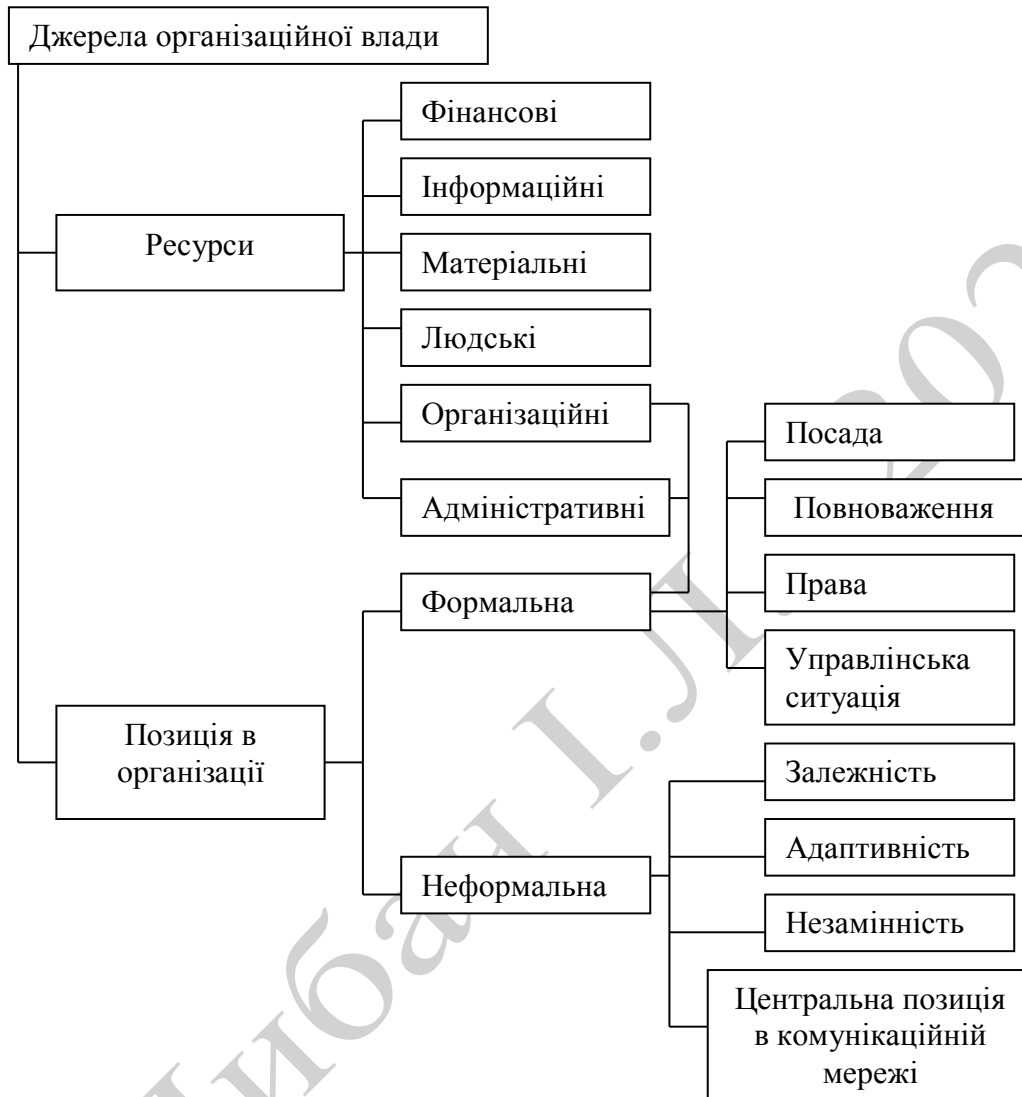 Джерела організаційної влади
Фінансові
Інформаційні
Ресурси
Матеріальні
Людські
Організаційні
Адміністративні
Посада
Повноваження
Права
Управлінська
ситуація
Формальна
Позиція в
організації
Неформальна
Залежність
Адаптивність
Незамінність
Центральна позиція
в комунікаційній
мережі